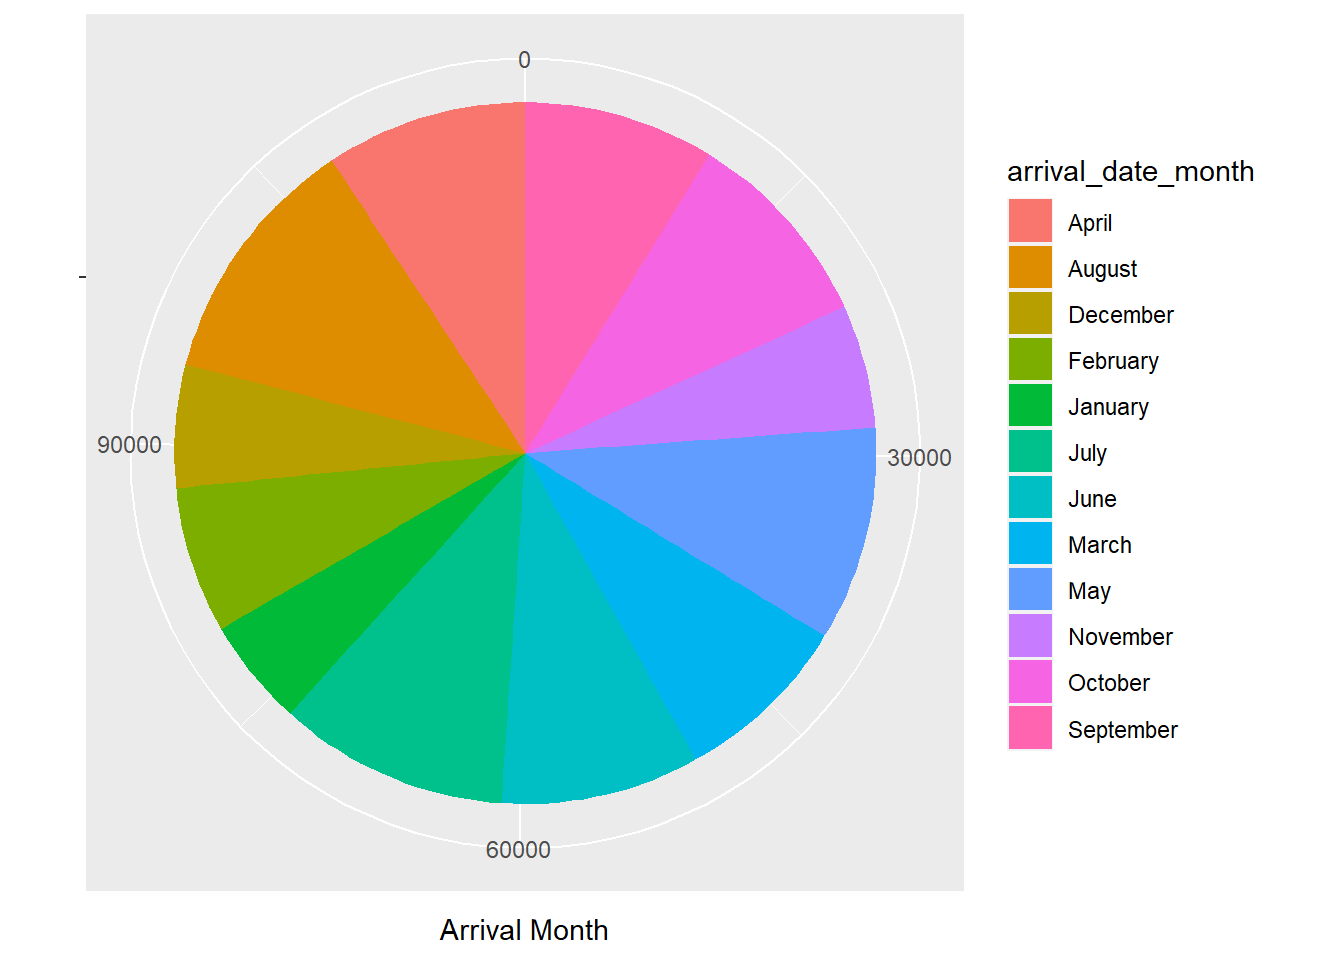 0
30000
60000
90000
Arrival Month
arrival_date_month
April
August
December
February
January
July
June
March
May
November
October
September